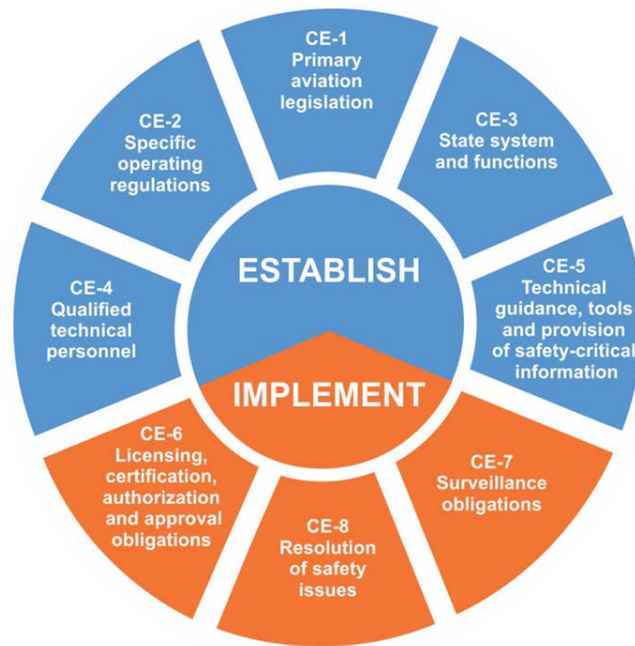 CE-1
Primary
aviation
legislation
CE-2
Specific
operating
regulations
CE-3
State system
and functions
CE-4
Qualified
technical
personnel
ESTABLISH
CE-5
Technical
guidance, tools
and provision
of safety-critical
information
IMPLEMENT
CE-6
Licensing,
certification,
authorization
and approval
obligations
CE-7
Surveillance
obligations
CE-8
Resolution
of safety
issues